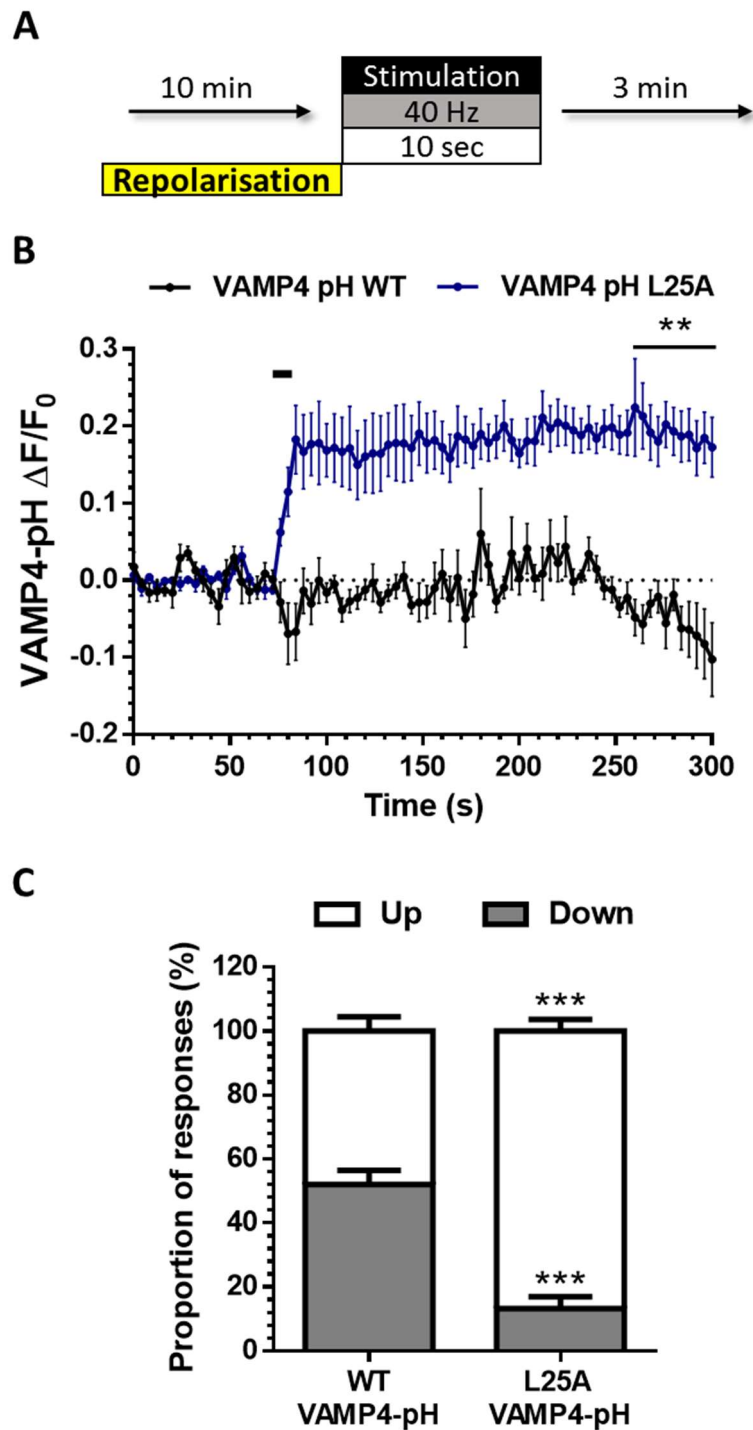 A
10 min
Stimulation
3 min
40 Hz
10 sec
Repolarisation
B
VAMP4 pH WT VAMP4 pH L25A
**
VAMP4-pH ΔF/F0
0.3
0.2
0.1
0.0
-0.1
-0.2
0 50 100 150 200 250 300
Time (s)
C
Up Down
Proportion of responses (%)
120
100
80
60
40
20
0
***
***
WT L25A
VAMP4-pH VAMP4-pH